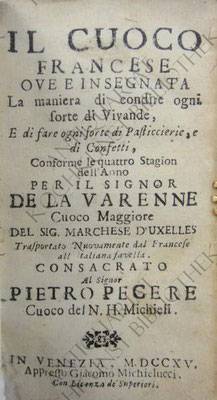 IL CUOCO
FRANCESE
OVE E INSEGNATA
La maniera di condire ogni
sorte di Vivande,
E di fare ogni sorte di Pasticcierie, e
di Confetti,
Conforme le quattro Stagion
dell'Anno
PER IL SIGNOR
DE LA VARENNE
Cuoco Maggiore
DEL SIG. MARCHESE D'UXELLES
Trasportato Nuovamente dal Francese
all'Italiana favella.
CONSACRATO
Al Signor
PIETRO PEGERE
Cuoco del N. H. Michieli.
IN VENEZIA, M.DCCXV.
Appresso Giacomo Michielucci.
Con Licenza de' Superiori.